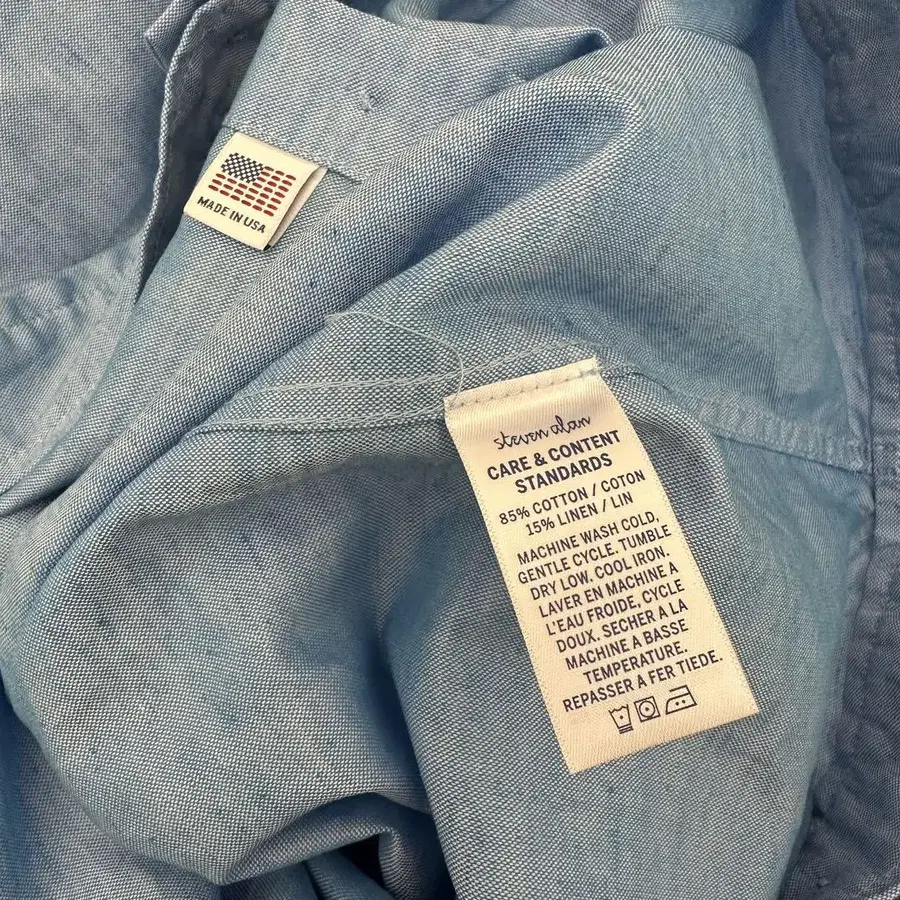 MADE IN USA
steven alan
CARE & CONTENT
STANDARDS
85% COTTON / COTON
15% LINEN / LIN
MACHINE WASH COLD,
GENTLE CYCLE. TUMBLE
DRY LOW. COOL IRON.
LAVER EN MACHINE A
L'EAU FROIDE, CYCLE
DOUX. SECHER A LA
MACHINE A BASSE
TEMPERATURE.
REPASSER A FER TIEDE.